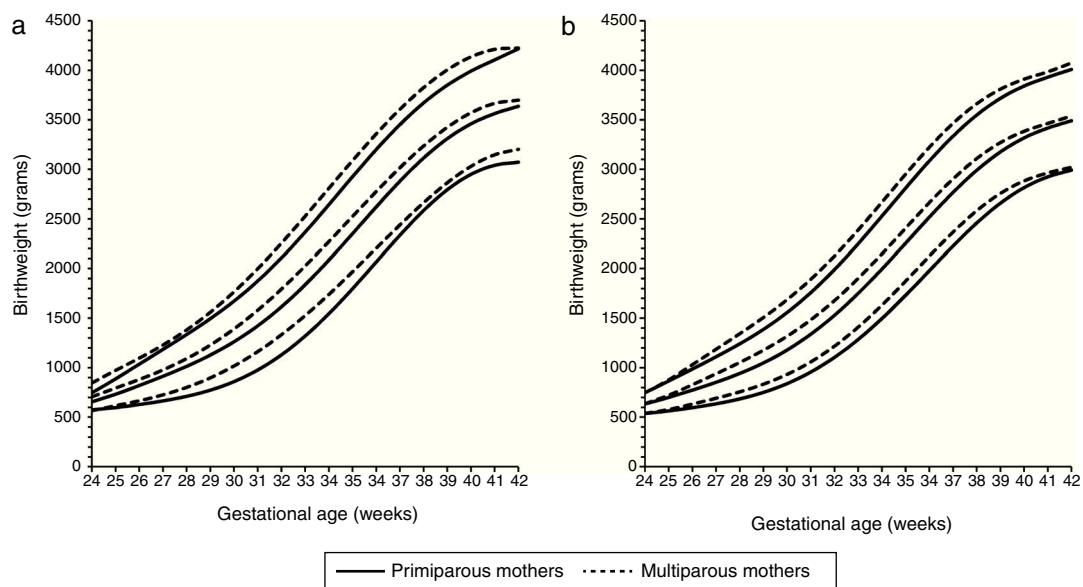 a
b
4500
4000
3500
3000
2500
2000
1500
1000
500
0
Birthweight (grams)
24 25 26 27 28 29 30 31 32 33 34 35 36 37 38 39 40 41 42
Gestational age (weeks)
4500
4000
3500
3000
2500
2000
1500
1000
500
0
Birthweight (grams)
24 25 26 27 28 29 30 31 32 33 34 35 36 37 38 39 40 41 42
Gestational age (weeks)
Primiparous mothers
Multiparous mothers